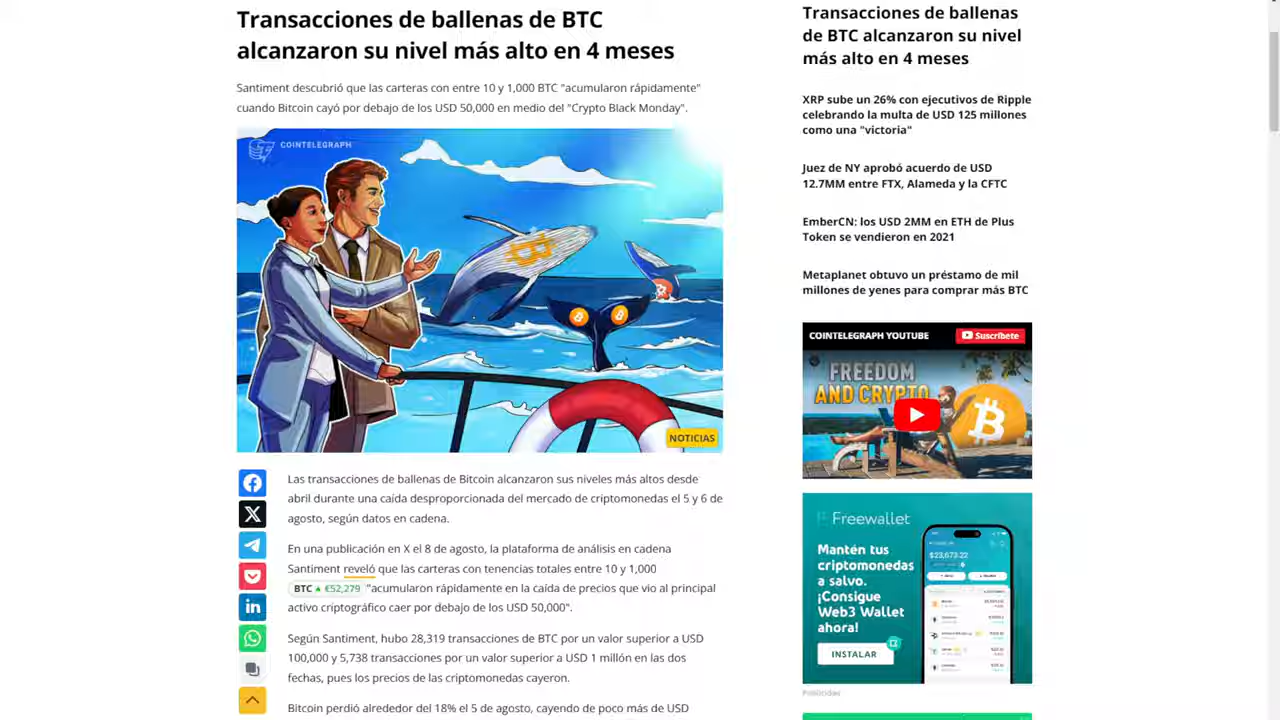 Transacciones de ballenas de BTC
alcanzaron su nivel más alto en 4 meses
Santiment descubrió que las carteras con entre 10 y 1,000 BTC "acumularon rápidamente"
cuando Bitcoin cayó por debajo de los USD 50,000 en medio del "Crypto Black Monday".
COINTELEGRAPH
NOTICIAS
Las transacciones de ballenas de Bitcoin alcanzaron sus niveles más altos desde
abril durante una caída desproporcionada del mercado de criptomonedas el 5 y 6 de
agosto, según datos en cadena.
En una publicación en X el 8 de agosto, la plataforma de análisis en cadena
Santiment reveló que las carteras con tenencias totales entre 10 y 1,000
BTC ▲ €52,279 "acumularon rápidamente en la caída de precios que vio al principal
activo criptográfico caer por debajo de los USD 50,000".
Según Santiment, hubo 28,319 transacciones de BTC por un valor superior a USD
y 5,738 transacciones por un valor superior a USD 1 millón en las dos
fechas, pues los precios de las criptomonedas cayeron.
Bitcoin perdió alrededor del 18% el 5 de agosto, cayendo de poco más de USD
Transacciones de ballenas
de BTC alcanzaron su nivel
más alto en 4 meses
XRP sube un 26% con ejecutivos de Ripple
celebrando la multa de USD 125 millones
como una "victoria"
Juez de NY aprobó acuerdo de USD
12.7MM entre FTX, Alameda y la CFTC
EmberCN: los USD 2MM en ETH de Plus
Token se vendieron en 2021
Metaplanet obtuvo un préstamo de mil
millones de yenes para comprar más BTC
COINTELEGRAPH YOUTUBE
Suscríbete
FREEDOM
AND CRYPTO
Freewallet
Mantén tus
criptomonedas
a salvo.
¡Consigue
Web3 Wallet
ahora!
INSTALAR
$23,673.22
Publicidad